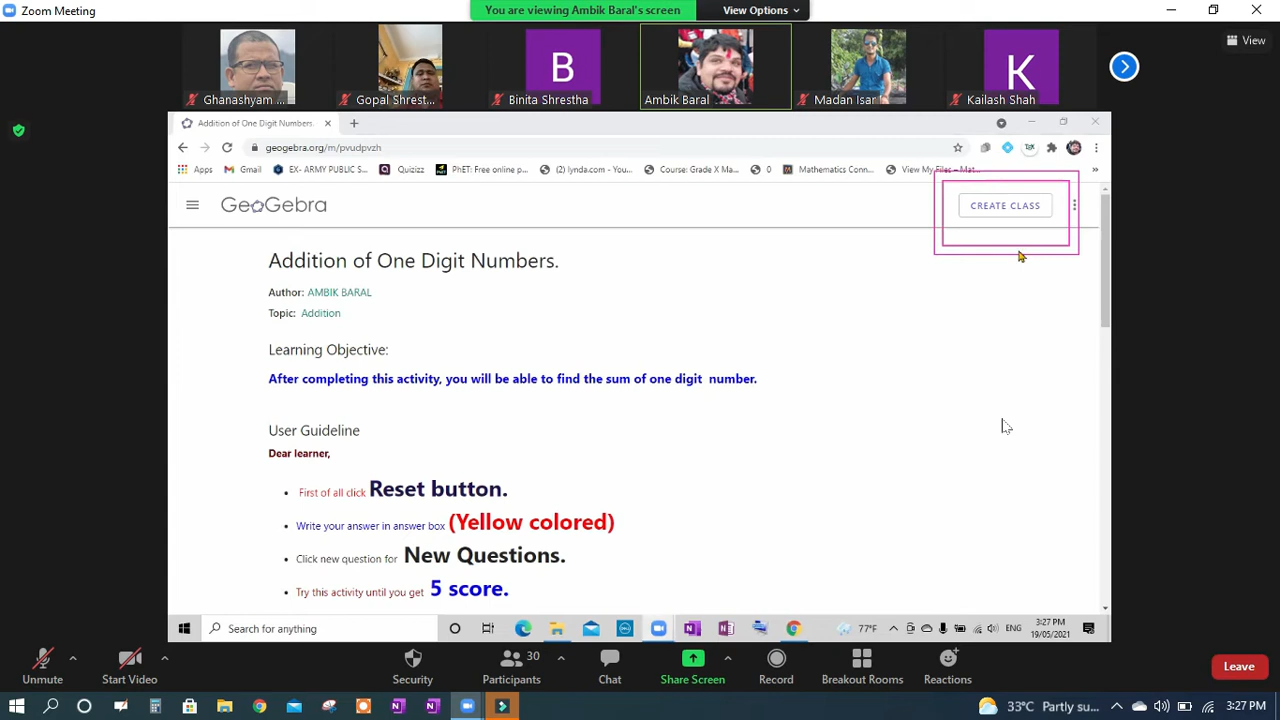 Zoom Meeting
You are viewing Ambik Baral's screen
View Options
View
Ghanashyam ...
Gopal Shrest...
B
Binita Shrestha
Ambik Baral
Madan Isar
K
Kailash Shah
Addition of One Digit Numbers.
geogebra.org/m/pvudpvzh
Apps
Gmail
EX- ARMY PUBLIC S...
Quizizz
PhET: Free online p...
(2) lynda.com - You...
Course: Grade X Ma...
0
Mathematics Conn...
View My Files – Mat...
GeoGebra
CREATE CLASS
Addition of One Digit Numbers.
Author: AMBIK BARAL
Topic: Addition
Learning Objective:
After completing this activity, you will be able to find the sum of one digit number.
User Guideline
Dear learner,
First of all click Reset button.
Write your answer in answer box (Yellow colored)
Click new question for New Questions.
Try this activity until you get 5 score.
Search for anything
77°F
ENG
3:27 PM
19/05/2021
Unmute
Start Video
Security
Participants
30
Chat
Share Screen
Record
Breakout Rooms
Reactions
Leave
33°C Partly su...
3:27 PM